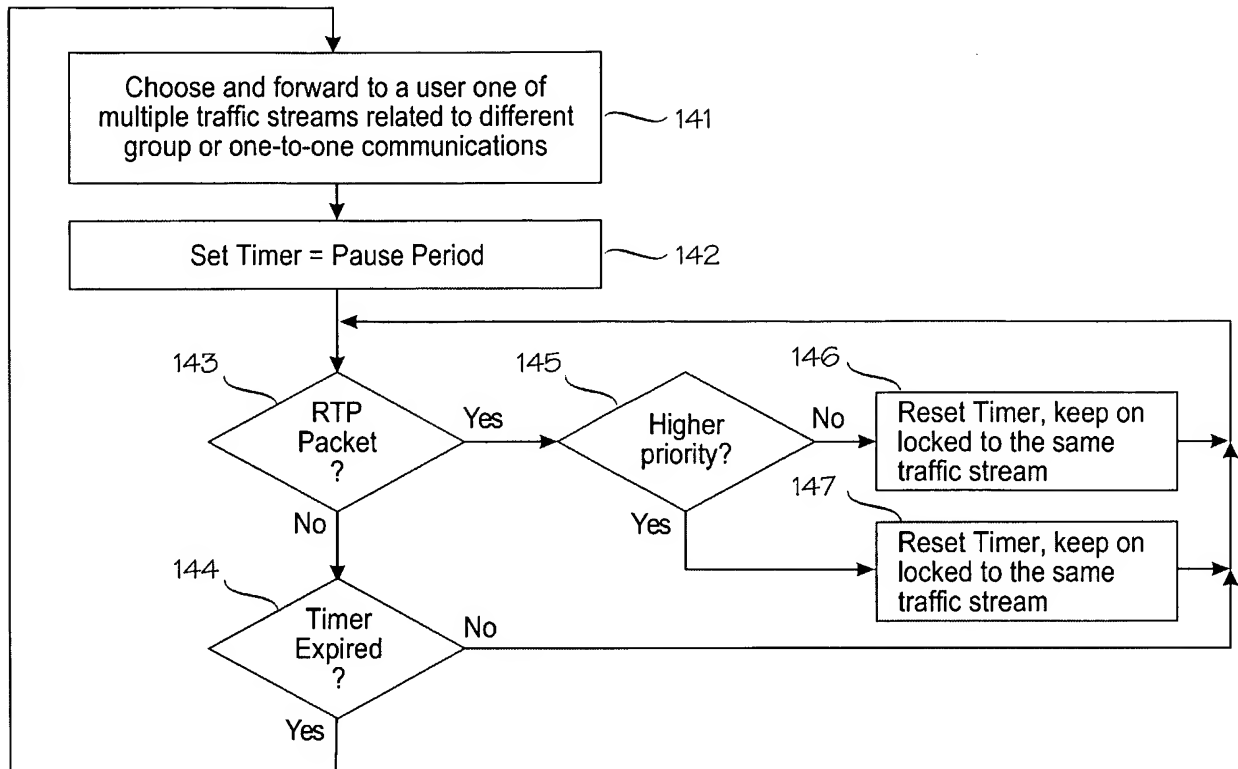 Choose and forward to a user one of
multiple traffic streams related to different
group or one-to-one communications
141
Set Timer = Pause Period
142
143
RTP
Packet
?
Yes
No
145
Higher
priority?
No
Yes
146
Reset Timer, keep on
locked to the same
traffic stream
147
Reset Timer, keep on
locked to the same
traffic stream
144
Timer
Expired
?
No
Yes